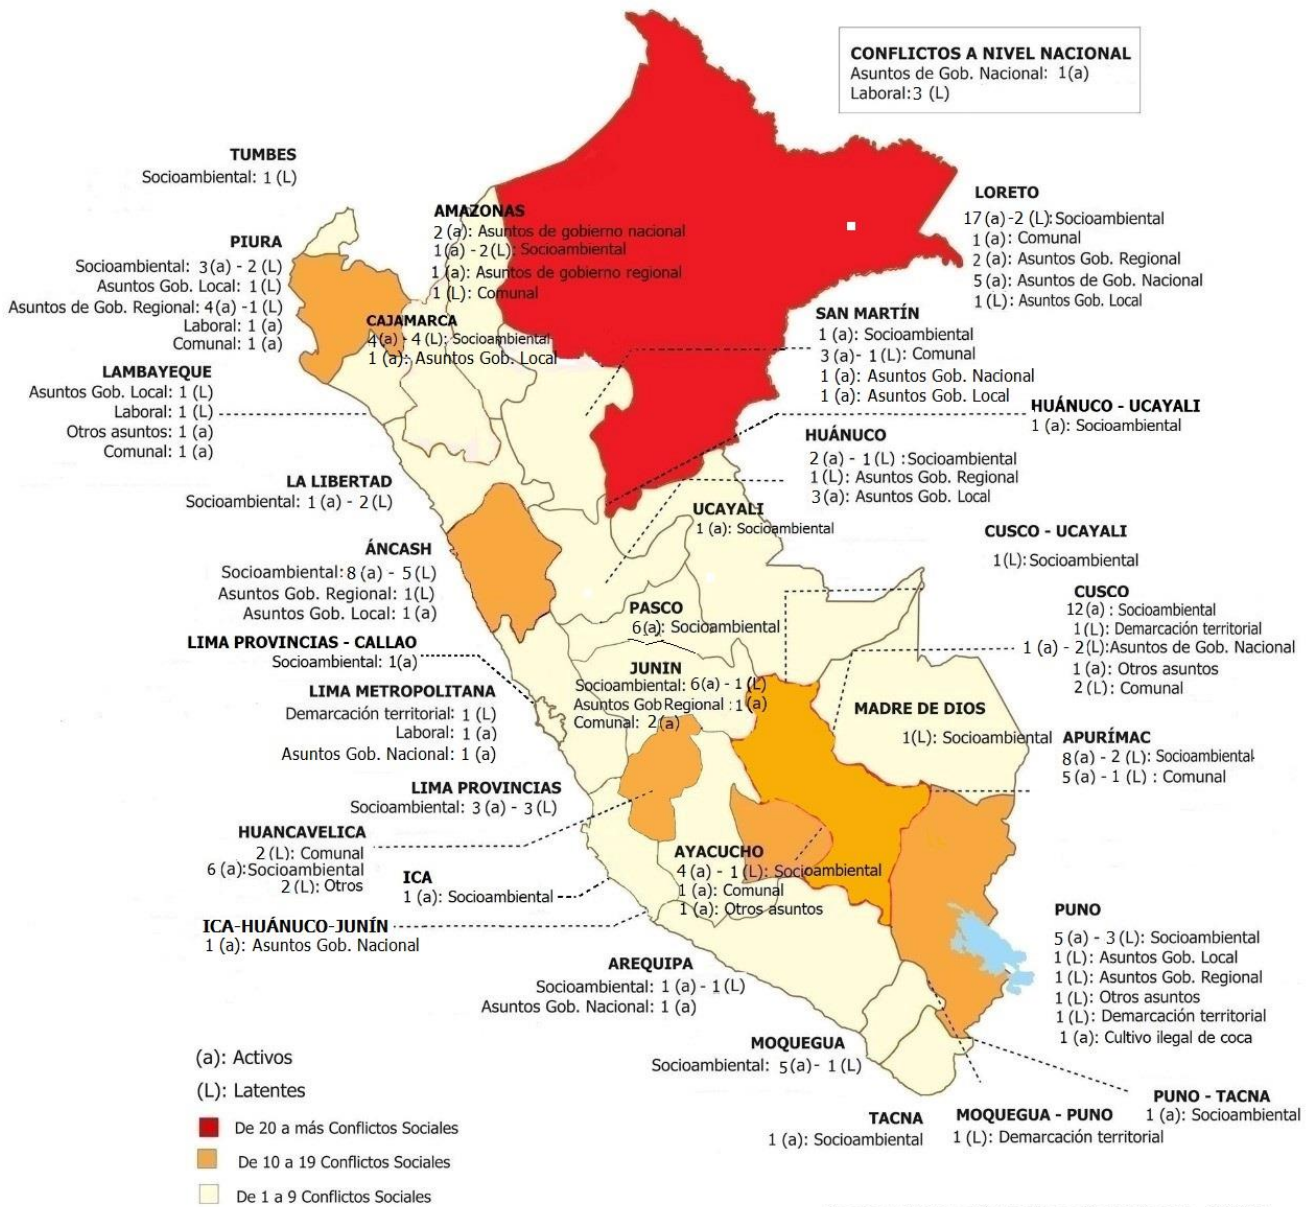 CONFLICTOS A NIVEL NACIONAL
Asuntos de Gob. Nacional: 1(a)
Laboral:3 (L)
TUMBES
Socioambiental: 1 (L)
PIURA
Socioambiental: 3(a) - 2 (L)
Asuntos Gob. Local: 1 (L)
Asuntos de Gob. Regional: 4(a) -1 (L)
Laboral: 1 (a)
Comunal: 1 (a)
AMAZONAS
2(a): Asuntos de gobierno nacional
1(a) - 2(L): Socioambiental
1(a): Asuntos de gobierno regional
1(L): Comunal
LORETO
17(a) -2 (L):Socioambiental
1(a): Comunal
2(a): Asuntos Gob. Regional
5(a): Asuntos de Gob. Nacional
1(L): Asuntos Gob. Local
CAJAMARCA
4(a) - 4(L): Socioambiental
1 (a): Asuntos Gob. Local
SAN MARTÍN
1(a): Socioambiental
3(a)- 1(L): Comunal
1(a): Asuntos Gob. Nacional
1(a): Asuntos Gob. Local
LAMBAYEQUE
Asuntos Gob. Local: 1 (L)
Laboral: 1 (L)
Otros asuntos: 1 (a)
Comunal: 1 (a)
HUÁNUCO - UCAYALI
1 (a): Socioambiental
HUÁNUCO
2(a) - 1(L) :Socioambiental
1(L): Asuntos Gob. Regional
3(a): Asuntos Gob. Local
LA LIBERTAD
Socioambiental: 1 (a) - 2 (L)
UCAYALI
1 (a): Socioambiental
CUSCO - UCAYALI
1(L):Socioambiental
ÁNCASH
Socioambiental:8 (a) - 5(L)
Asuntos Gob. Regional: 1(L)
Asuntos Gob. Local: 1 (a)
CUSCO
12(a) : Socioambiental
1(L): Demarcación territorial
1 (a) - 2(L):Asuntos de Gob. Nacional
1(a): Otros asuntos
2(L): Comunal
PASCO
6(a): Socioambiental
LIMA PROVINCIAS - CALLAO
Socioambiental: 1(a)
JUNIN
Socioambiental: 6(a) - 1(L)
Asuntos Gob Regional : 1(a)
Comunal: 2(a)
LIMA METROPOLITANA
Demarcación territorial: 1 (L)
Laboral: 1 (a)
Asuntos Gob. Nacional: 1 (a)
MADRE DE DIOS
1(L): Socioambiental
APURÍMAC
8(a) - 2 (L): Socioambiental
5(a) - 1 (L) : Comunal
LIMA PROVINCIAS
Socioambiental: 3 (a) - 3(L)
HUANCAVELICA
2(L): Comunal
6(a):Socioambiental
2(L): Otros
AYACUCHO
4(a) - 1(L): Socioambiental
1(a): Comunal
1(a): Otros asuntos
ICA
1 (a): Socioambiental
ICA-HUÁNUCO-JUNÍN
1 (a): Asuntos Gob. Nacional
PUNO
5(a) - 3(L): Socioambiental
1(L): Asuntos Gob. Local
1(L): Asuntos Gob. Regional
1(L): Otros asuntos
1(L): Demarcación territorial
1(a): Cultivo ilegal de coca
AREQUIPA
Socioambiental: 1 (a) - 1 (L)
Asuntos Gob. Nacional: 1 (a)
MOQUEGUA
Socioambiental: 5(a)- 1(L)
PUNO - TACNA
1 (a): Socioambiental
TACNA
1 (a): Socioambiental
MOQUEGUA - PUNO
1 (L): Demarcación territorial
(a): Activos
(L): Latentes
De 20 a más Conflictos Sociales
De 10 a 19 Conflictos Sociales
De 1 a 9 Conflictos Sociales